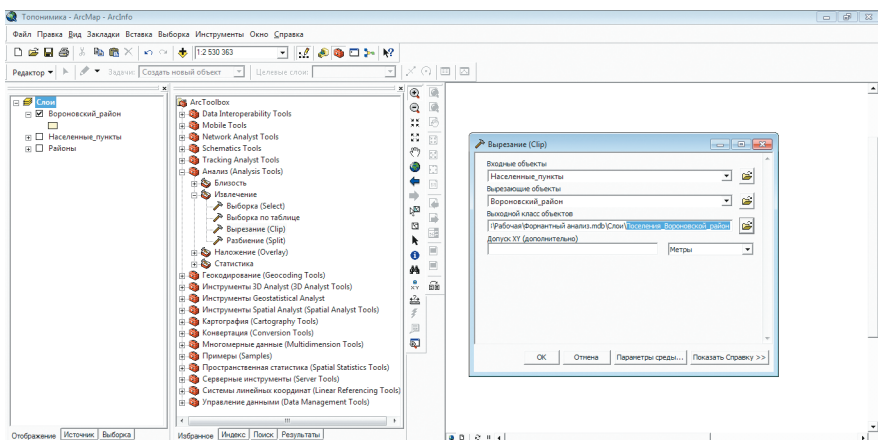 Топонимика - ArcMap - ArcInfo
Файл Правка Вид Закладки Вставка Выборка Инструменты Окно Справка
1:2 530 363
Редактор Задачи: Создать новый объект Целевые слои:
Слои
Вороновский_район
Населенные_пункты
Районы
Отображение Источник Выборка
ArcToolbox
Data Interoperability Tools
Mobile Tools
Network Analyst Tools
Schematics Tools
Tracking Analyst Tools
Анализ (Analysis Tools)
Близость
Извлечение
Выборка (Select)
Выборка по таблице
Вырезание (Clip)
Разбиение (Split)
Наложение (Overlay)
Статистика
Геокодирование (Geocoding Tools)
Инструменты 3D Analyst (3D Analyst Tools)
Инструменты Geostatistical Analyst
Инструменты Spatial Analyst (Spatial Analyst Tools)
Картография (Cartography Tools)
Конвертация (Conversion Tools)
Многомерные данные (Multidimension Tools)
Примеры (Samples)
Пространственная статистика (Spatial Statistics Tools)
Серверные инструменты (Server Tools)
Системы линейных координат (Linear Referencing Tools)
Управление данными (Data Management Tools)
Избранное Индекс Поиск Результаты
XY
Вырезание (Clip)
Входные объекты
Населенные_пункты
Вырезающие объекты
Вороновский_район
Выходной класс объектов
\Рабочая\Формантный анализ.mdb\Слои\Поселения_Вороновской_район
Допуск XY (дополнительно)
Метры
OK Отмена Параметры среды... Показать Справку >>